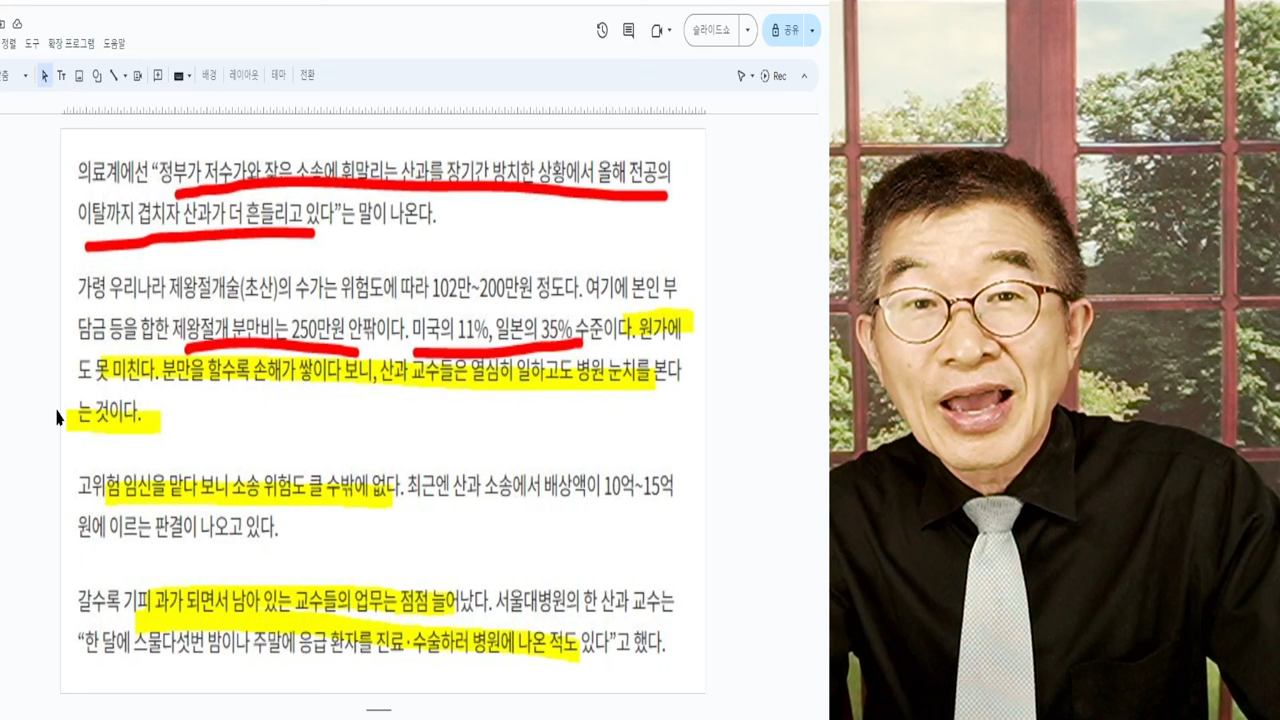 정렬 도구 확장 프로그램 도움말
슬라이드쇼
공유
배경 레이아웃 테마 전환
Rec
의료계에선 “정부가 저수가와 잦은 소송에 휘말리는 산과를 장기간 방치한 상황에서 올해 전공의
이탈까지 겹치자 산과가 더 흔들리고 있다”는 말이 나온다.
가령 우리나라 제왕절개술(초산)의 수가는 위험도에 따라 102만~200만원 정도다. 여기에 본인 부
담금 등을 합한 제왕절개 분만비는 250만원 안팎이다. 미국의 11%, 일본의 35% 수준이다. 원가에
도 못 미친다. 분만을 할수록 손해가 쌓이다 보니, 산과 교수들은 열심히 일하고도 병원 눈치를 본다
는 것이다.
고위험 임신을 맡다 보니 소송 위험도 클 수밖에 없다. 최근엔 산과 소송에서 배상액이 10억~15억
원에 이르는 판결이 나오고 있다.
갈수록 기피 과가 되면서 남아 있는 교수들의 업무는 점점 늘어났다. 서울대병원의 한 산과 교수는
“한 달에 스물다섯번 밤이나 주말에 응급 환자를 진료·수술하러 병원에 나온 적도 있다”고 했다.